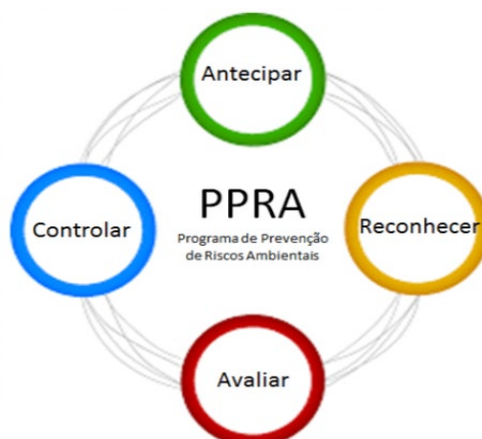 Antecipar
PPRA
Programa de Prevenção
de Riscos Ambientais
Controlar
Reconhecer
Avaliar